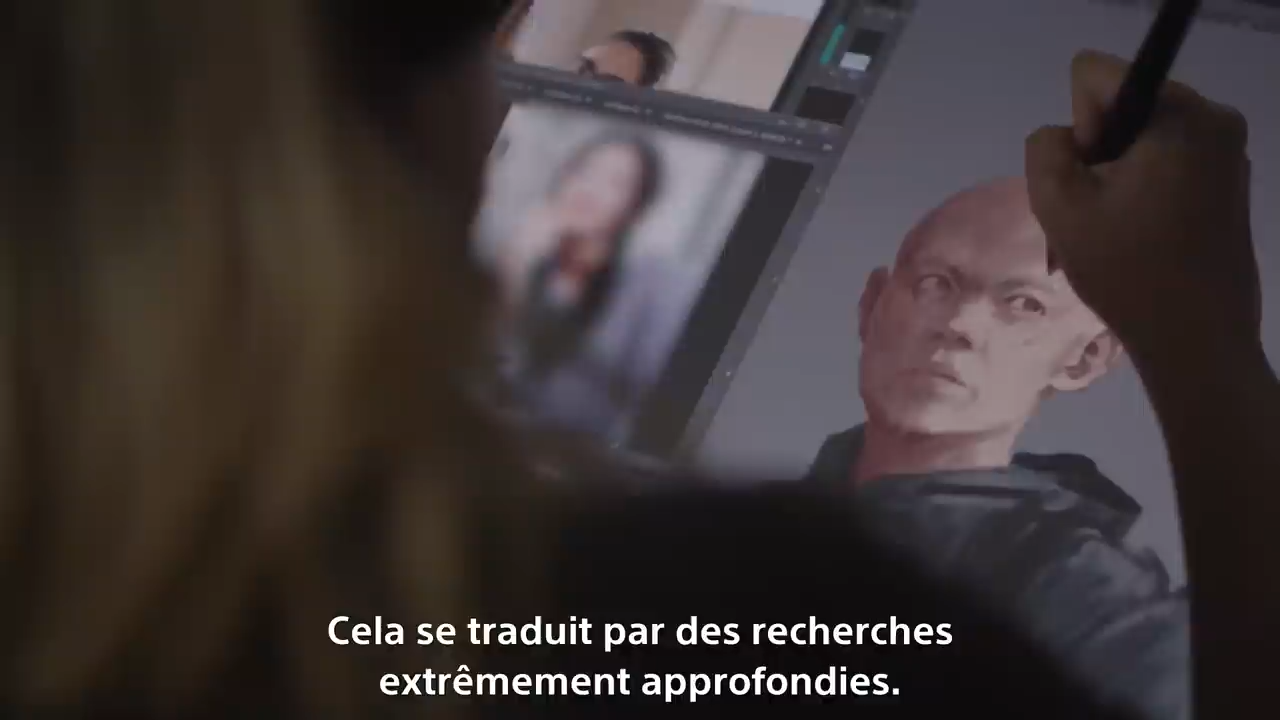 Cela se traduit par des recherches
extrêmement approfondies.